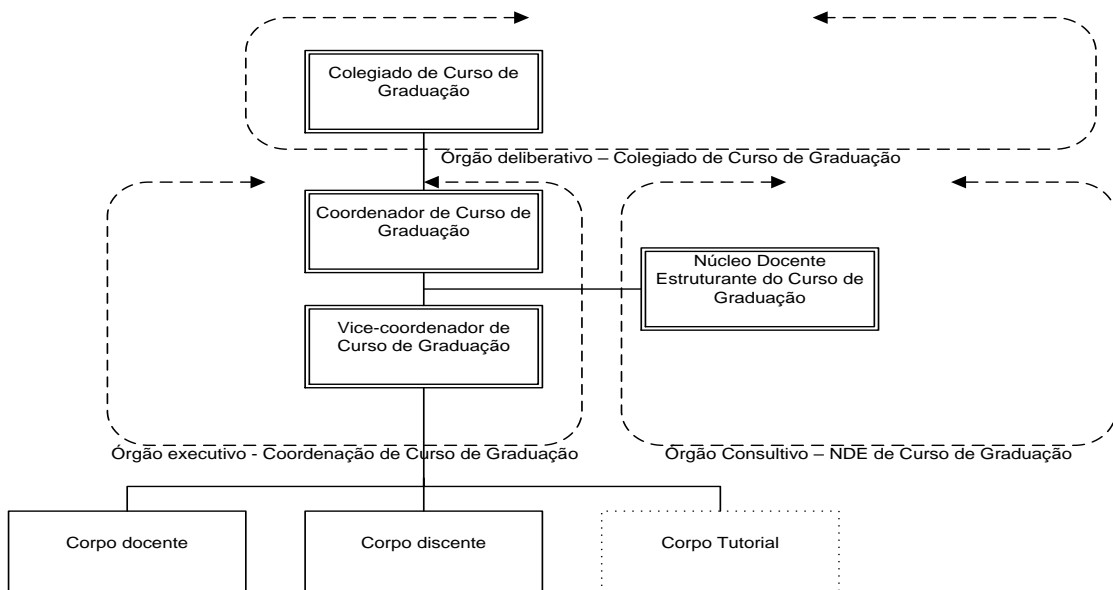 Colegiado de Curso de
Graduação
Órgão deliberativo – Colegiado de Curso de Graduação
Coordenador de Curso de
Graduação
Núcleo Docente
Estruturante do Curso de
Graduação
Vice-coordenador de
Curso de Graduação
Órgão executivo - Coordenação de Curso de Graduação
Órgão Consultivo – NDE de Curso de Graduação
Corpo docente
Corpo discente
Corpo Tutorial